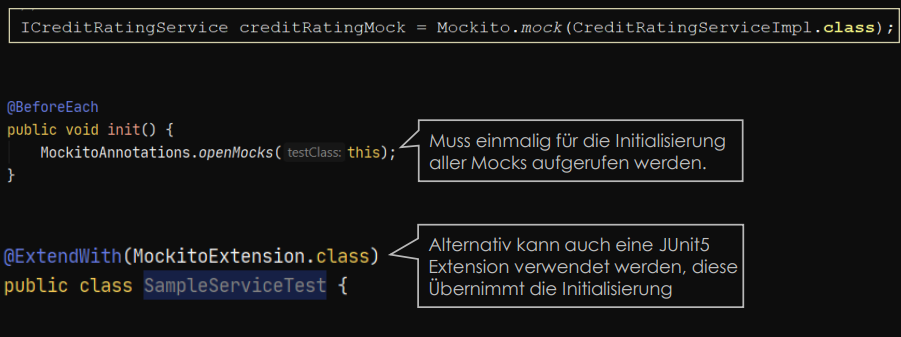 ICreditRatingService creditRatingMock = Mockito.mock(CreditRatingServiceImpl.class);
@BeforeEach
public void init() {
MockitoAnnotations.openMocks( testClass: this);
}
Muss einmalig für die Initialisierung
aller Mocks aufgerufen werden.
@ExtendWith(MockitoExtension.class)
public class SampleServiceTest {
Alternativ kann auch eine JUnit5
Extension verwendet werden, diese
Übernimmt die Initialisierung